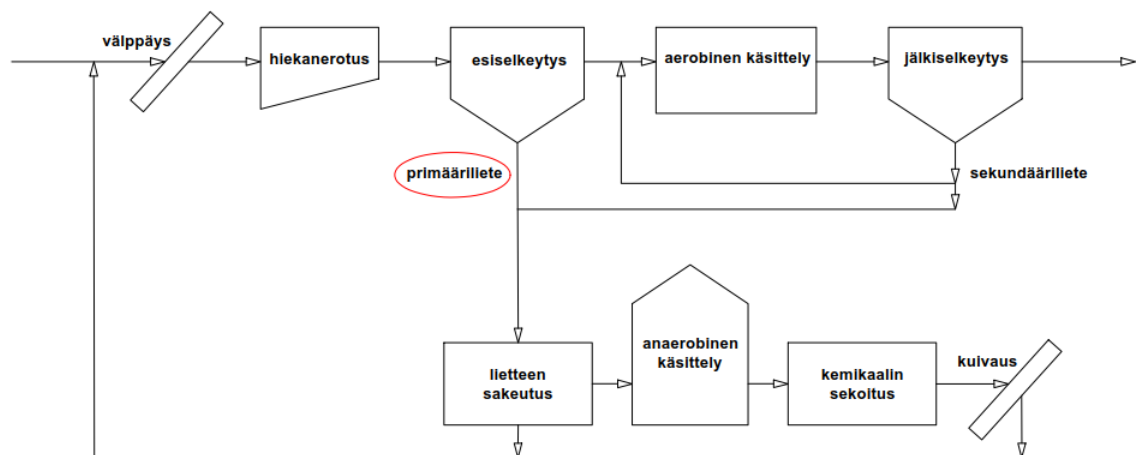 välppäys
hiekanerotus
esiselkeytys
aerobinen käsittely
jälkiselkeytys
primääriliete
sekundääriliete
lietteen
sakeutus
anaerobinen
käsittely
kemikaalin
sekoitus
kuivaus